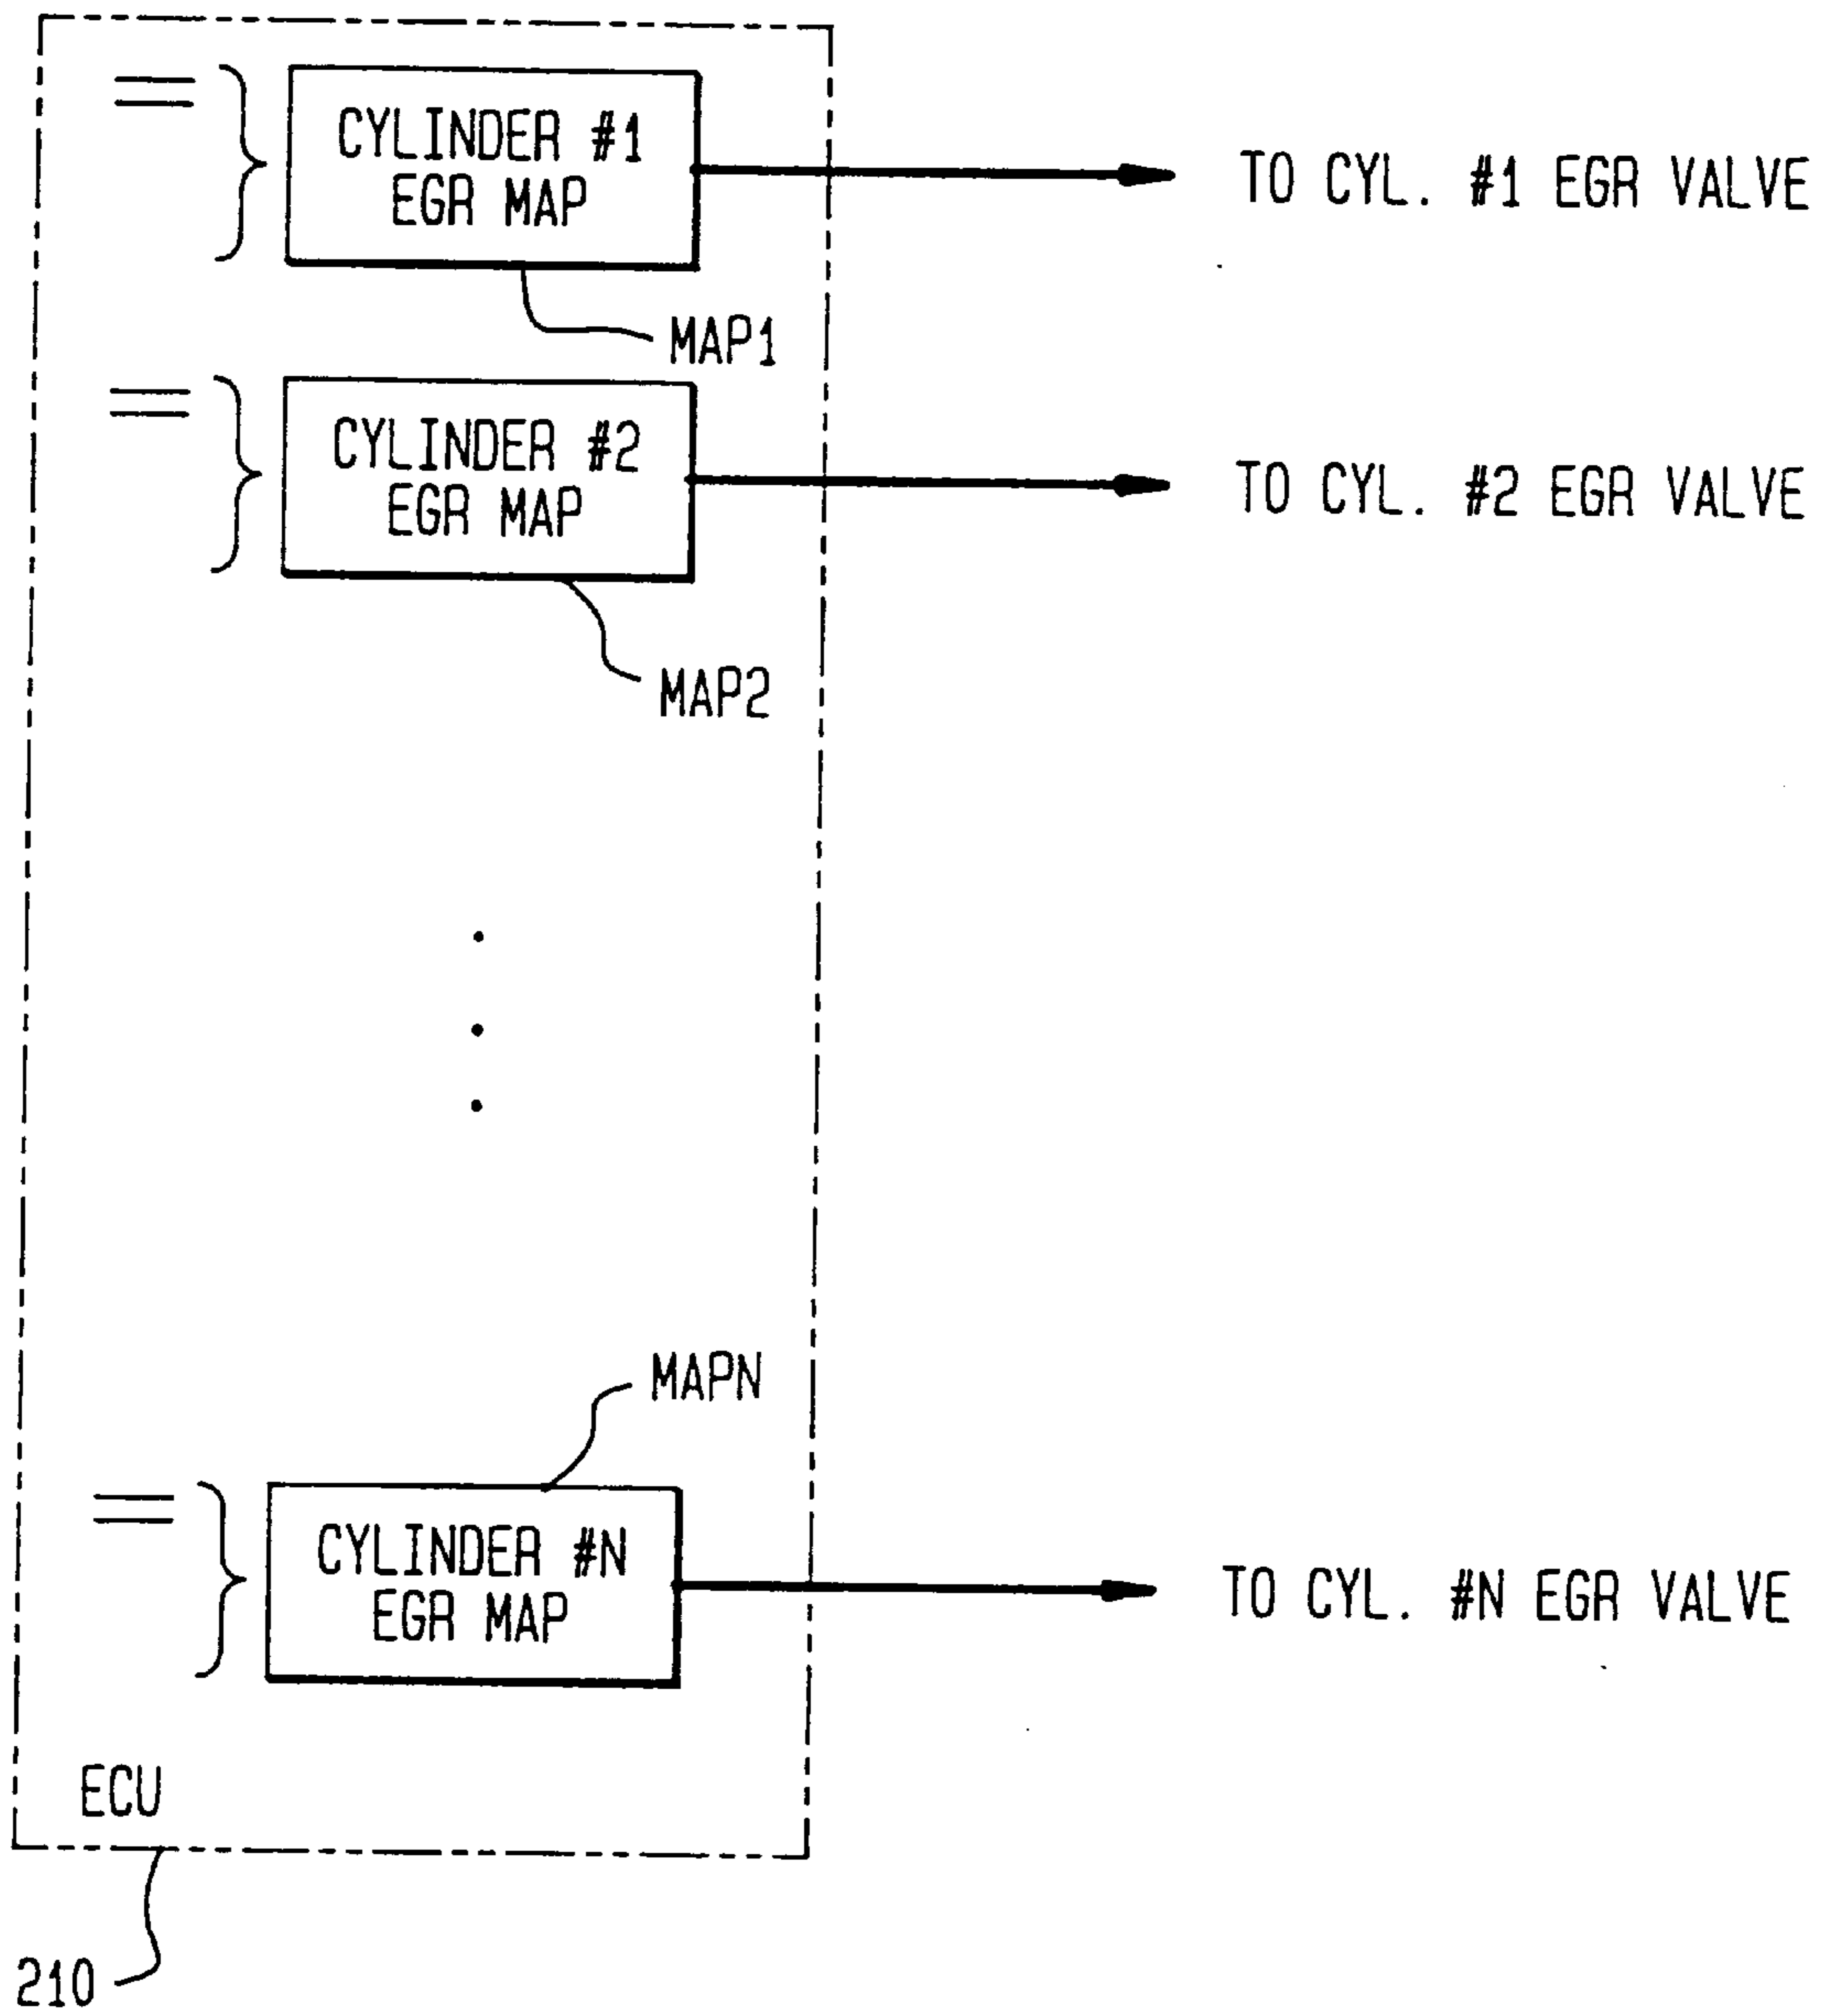 CYLINDER #1
EGR MAP
TO CYL. #1 EGR VALVE
MAP1
CYLINDER #2
EGR MAP
TO CYL. #2 EGR VALVE
MAP2
MAPN
CYLINDER #N
EGR MAP
TO CYL. #N EGR VALVE
ECU
210